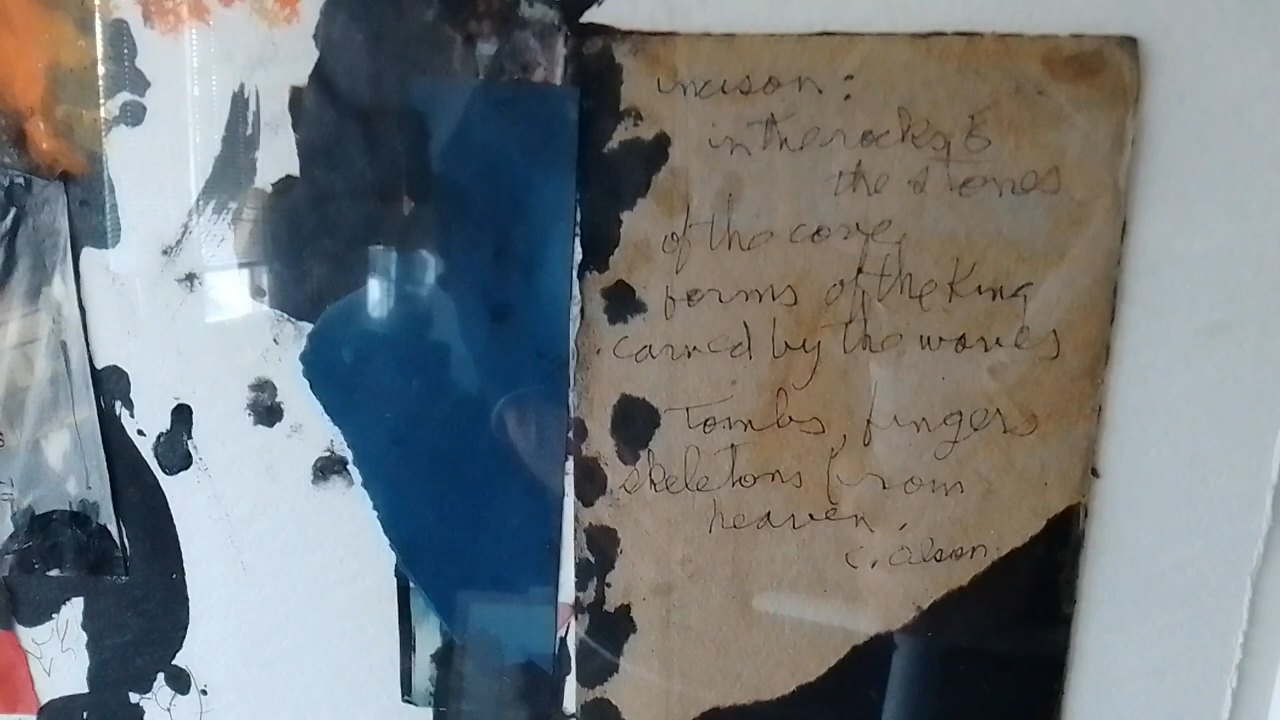 incison:
in the rocks &
the stones
of the cove,
forms of the King
carved by the waves
Tombs, fingers
skeletons from
heaven.
C. Olson.